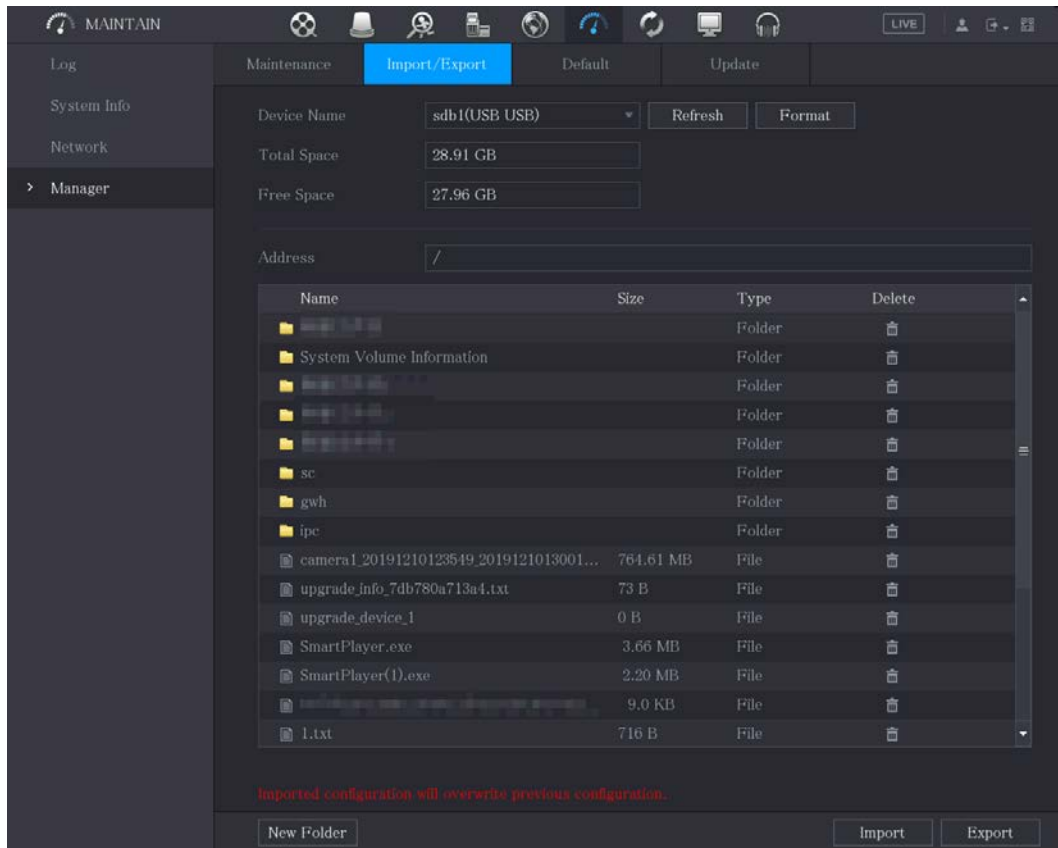 MAINTAIN
LIVE
Log
System Info
Network
Manager
Maintenance Import/Export Default Update
Device Name sdb1(USB USB) Refresh Format
Total Space 28.91 GB
Free Space 27.96 GB
Address /
Name Size Type Delete
Folder
System Volume Information Folder
Folder
Folder
Folder
sc Folder
gwh Folder
ipc Folder
camera1_20191210123549_2019121013001... 764.61 MB File
upgrade_info_7db780a713a4.txt 73 B File
upgrade_device_1 0 B File
SmartPlayer.exe 3.66 MB File
SmartPlayer(1).exe 2.20 MB File
9.0 KB File
1.txt 716 B File
Imported configuration will overwrite previous configuration.
New Folder Import Export